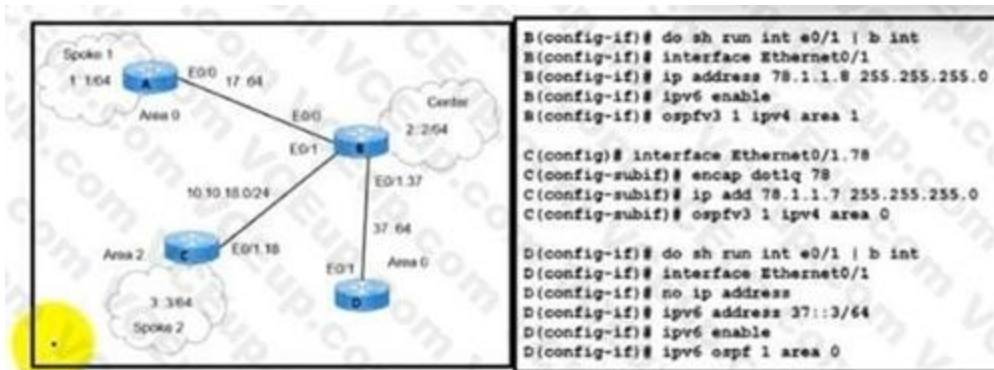 Spoke 1
1::1/64
A
E0/0
17::64
Area 0
E0/0
Center
2::2/64
B
E0/1
E0/1.37
10.10.18.0/24
37::64
Area 2
C
E0/1.18
E0/1
Area 0
D
3::3/64
Spoke 2
B(config-if)# do sh run int e0/1 | b int
B(config-if)# interface Ethernet0/1
B(config-if)# ip address 78.1.1.8 255.255.255.0
B(config-if)# ipv6 enable
B(config-if)# ospfv3 1 ipv4 area 1
C(config)# interface Ethernet0/1.78
C(config-subif)# encap dot1q 78
C(config-subif)# ip add 78.1.1.7 255.255.255.0
C(config-subif)# ospfv3 1 ipv4 area 0
D(config-if)# do sh run int e0/1 | b int
D(config-if)# interface Ethernet0/1
D(config-if)# no ip address
D(config-if)# ipv6 address 37::3/64
D(config-if)# ipv6 enable
D(config-if)# ipv6 ospf 1 area 0